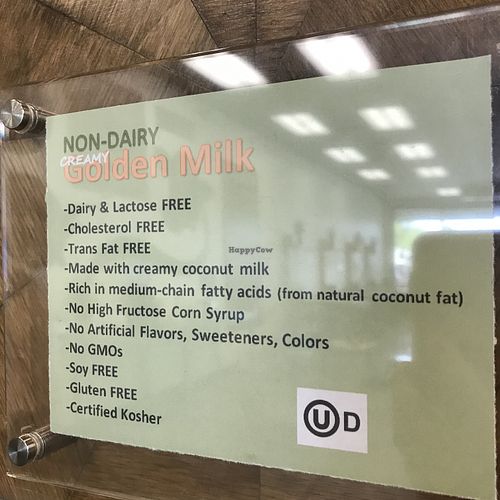 NON-DAIRY
CREAMY
Golden Milk
-Dairy & Lactose FREE
-Cholesterol FREE
-Trans Fat FREE
HappyCow
-Made with creamy coconut milk
-Rich in medium-chain fatty acids (from natural coconut fat)
-No High Fructose Corn Syrup
-No Artificial Flavors, Sweeteners, Colors
-No GMOs
-Soy FREE
-Gluten FREE
-Certified Kosher
U D